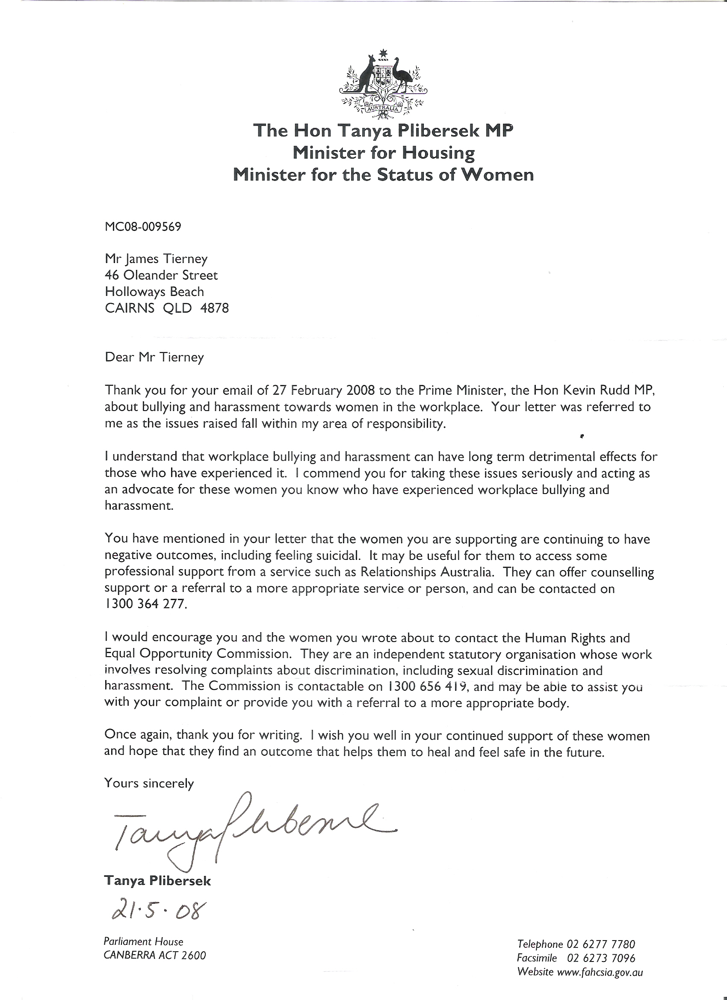 AUSTRALIA
The Hon Tanya Plibersek MP
Minister for Housing
Minister for the Status of Women
MC08-009569
Mr James Tierney
46 Oleander Street
Holloways Beach
CAIRNS QLD 4878
Dear Mr Tierney
Thank you for your email of 27 February 2008 to the Prime Minister, the Hon Kevin Rudd MP,
about bullying and harassment towards women in the workplace. Your letter was referred to
me as the issues raised fall within my area of responsibility.
I understand that workplace bullying and harassment can have long term detrimental effects for
those who have experienced it. I commend you for taking these issues seriously and acting as
an advocate for these women you know who have experienced workplace bullying and
harassment.
You have mentioned in your letter that the women you are supporting are continuing to have
negative outcomes, including feeling suicidal. It may be useful for them to access some
professional support from a service such as Relationships Australia. They can offer counselling
support or a referral to a more appropriate service or person, and can be contacted on
1300 364 277.
I would encourage you and the women you wrote about to contact the Human Rights and
Equal Opportunity Commission. They are an independent statutory organisation whose work
involves resolving complaints about discrimination, including sexual discrimination and
harassment. The Commission is contactable on 1300 656 419, and may be able to assist you
with your complaint or provide you with a referral to a more appropriate body.
Once again, thank you for writing. I wish you well in your continued support of these women
and hope that they find an outcome that helps them to heal and feel safe in the future.
Yours sincerely
Tanya Plibersek
Tanya Plibersek
21.5.08
Parliament House
CANBERRA ACT 2600
Telephone 02 6277 7780
Facsimile 02 6273 7096
Website www.fahcsia.gov.au